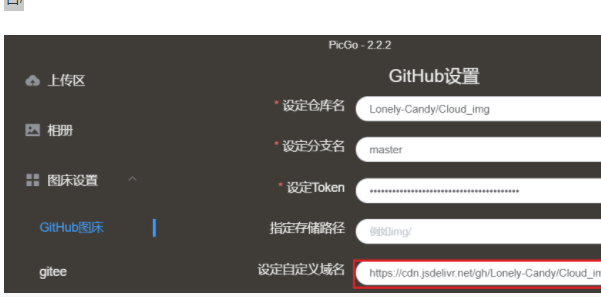 PicGo - 2.2.2
GitHub设置
上传区
相册
图床设置
GitHub图床
gitee
* 设定仓库名 Lonely-Candy/Cloud_img
* 设定分支名 master
* 设定Token ••••••••••••••••••••••••••••••••••••••••
指定存储路径 例如img/
设定自定义域名 https://cdn.jsdelivr.net/gh/Lonely-Candy/Cloud_im